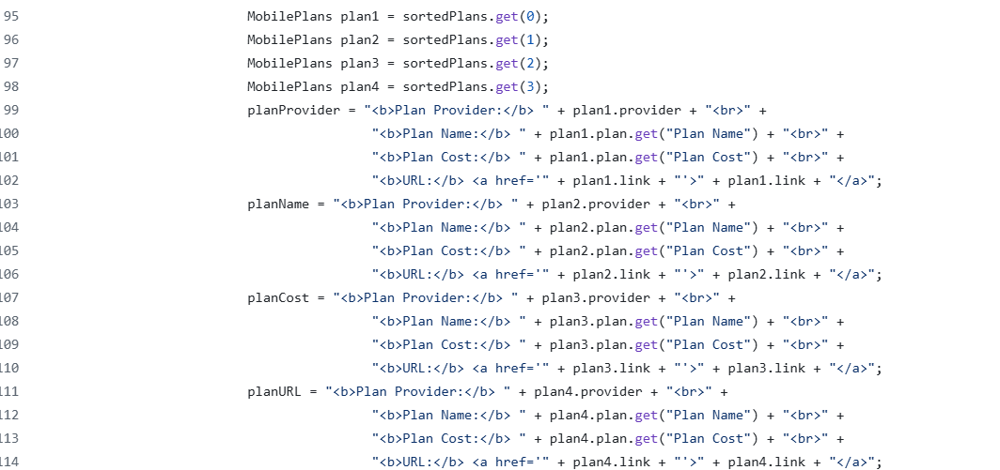 95 MobilePlans plan1 = sortedPlans.get(0);
96 MobilePlans plan2 = sortedPlans.get(1);
97 MobilePlans plan3 = sortedPlans.get(2);
98 MobilePlans plan4 = sortedPlans.get(3);
99 planProvider = "<b>Plan Provider:</b> " + plan1.provider + "<br>" +
100 "<b>Plan Name:</b> " + plan1.plan.get("Plan Name") + "<br>" +
101 "<b>Plan Cost:</b> " + plan1.plan.get("Plan Cost") + "<br>" +
102 "<b>URL:</b> <a href='" + plan1.link + "'>" + plan1.link + "</a>";
103 planName = "<b>Plan Provider:</b> " + plan2.provider + "<br>" +
104 "<b>Plan Name:</b> " + plan2.plan.get("Plan Name") + "<br>" +
105 "<b>Plan Cost:</b> " + plan2.plan.get("Plan Cost") + "<br>" +
106 "<b>URL:</b> <a href='" + plan2.link + "'>" + plan2.link + "</a>";
107 planCost = "<b>Plan Provider:</b> " + plan3.provider + "<br>" +
108 "<b>Plan Name:</b> " + plan3.plan.get("Plan Name") + "<br>" +
109 "<b>Plan Cost:</b> " + plan3.plan.get("Plan Cost") + "<br>" +
110 "<b>URL:</b> <a href='" + plan3.link + "'>" + plan3.link + "</a>";
111 planURL = "<b>Plan Provider:</b> " + plan4.provider + "<br>" +
112 "<b>Plan Name:</b> " + plan4.plan.get("Plan Name") + "<br>" +
113 "<b>Plan Cost:</b> " + plan4.plan.get("Plan Cost") + "<br>" +
114 "<b>URL:</b> <a href='" + plan4.link + "'>" + plan4.link + "</a>";